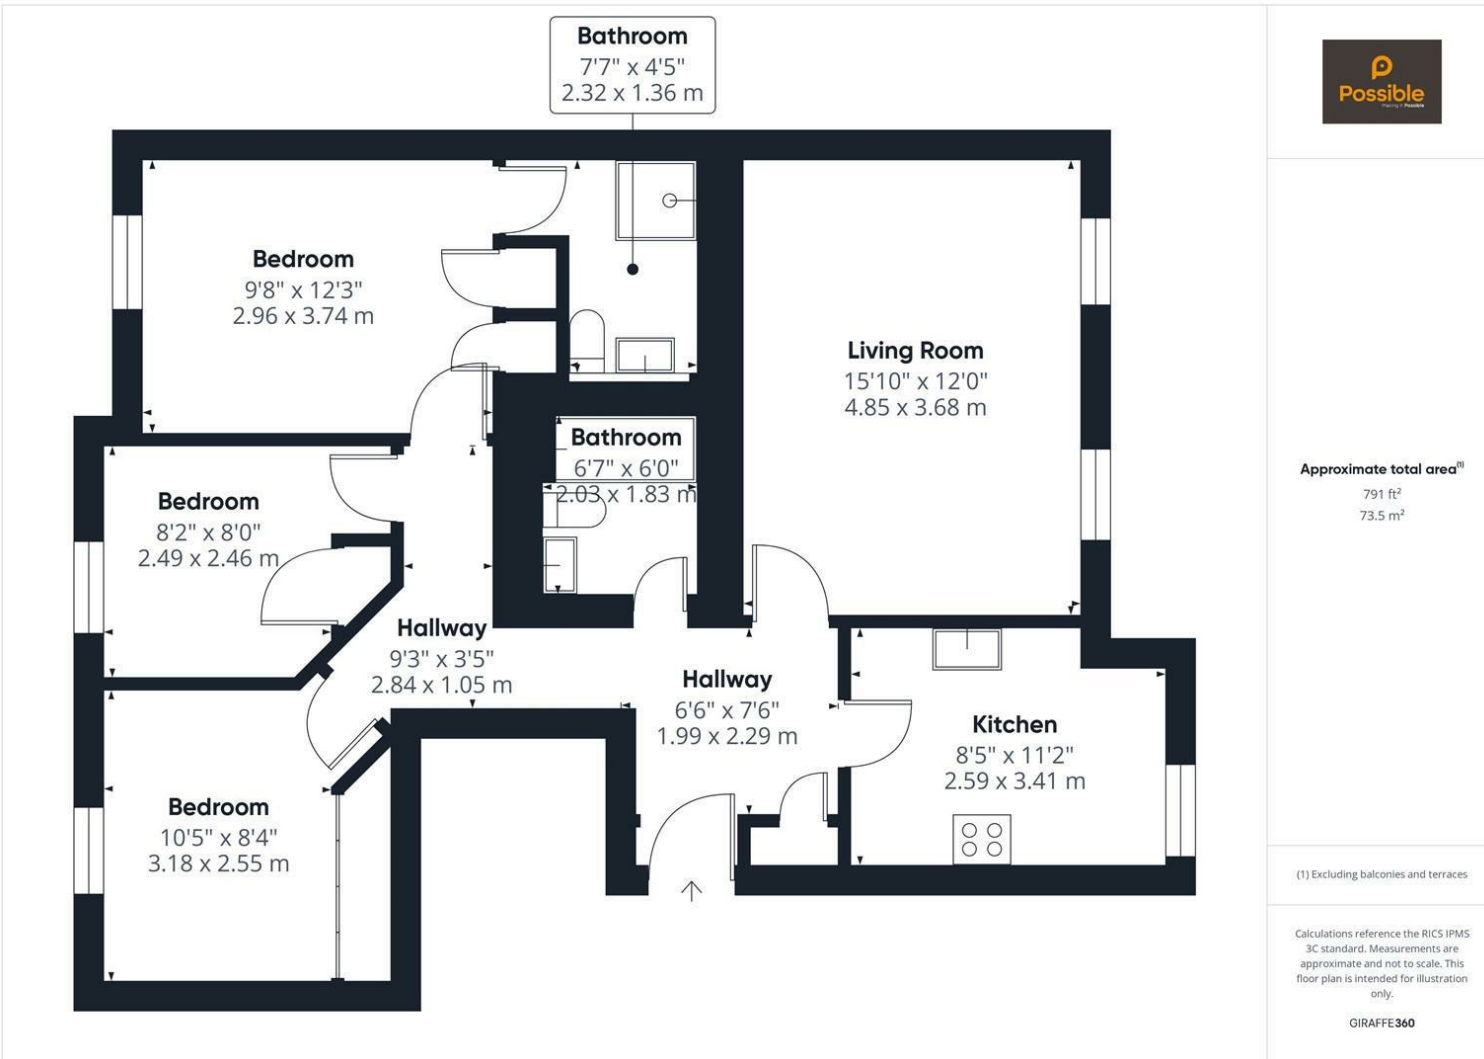 Bathroom
7'7" x 4'5"
2.32 x 1.36 m
Possible
Making it Possible
Bedroom
9'8" x 12'3"
2.96 x 3.74 m
Living Room
15'10" x 12'0"
4.85 x 3.68 m
Bathroom
6'7" x 6'0"
2.03 x 1.83 m
Bedroom
8'2" x 8'0"
2.49 x 2.46 m
Hallway
9'3" x 3'5"
2.84 x 1.05 m
Hallway
6'6" x 7'6"
1.99 x 2.29 m
Kitchen
8'5" x 11'2"
2.59 x 3.41 m
Bedroom
10'5" x 8'4"
3.18 x 2.55 m
Approximate total area(1)
791 ft²
73.5 m²
(1) Excluding balconies and terraces
Calculations reference the RICS IPMS
3C standard. Measurements are
approximate and not to scale. This
floor plan is intended for illustration
only.
GIRAFFE360